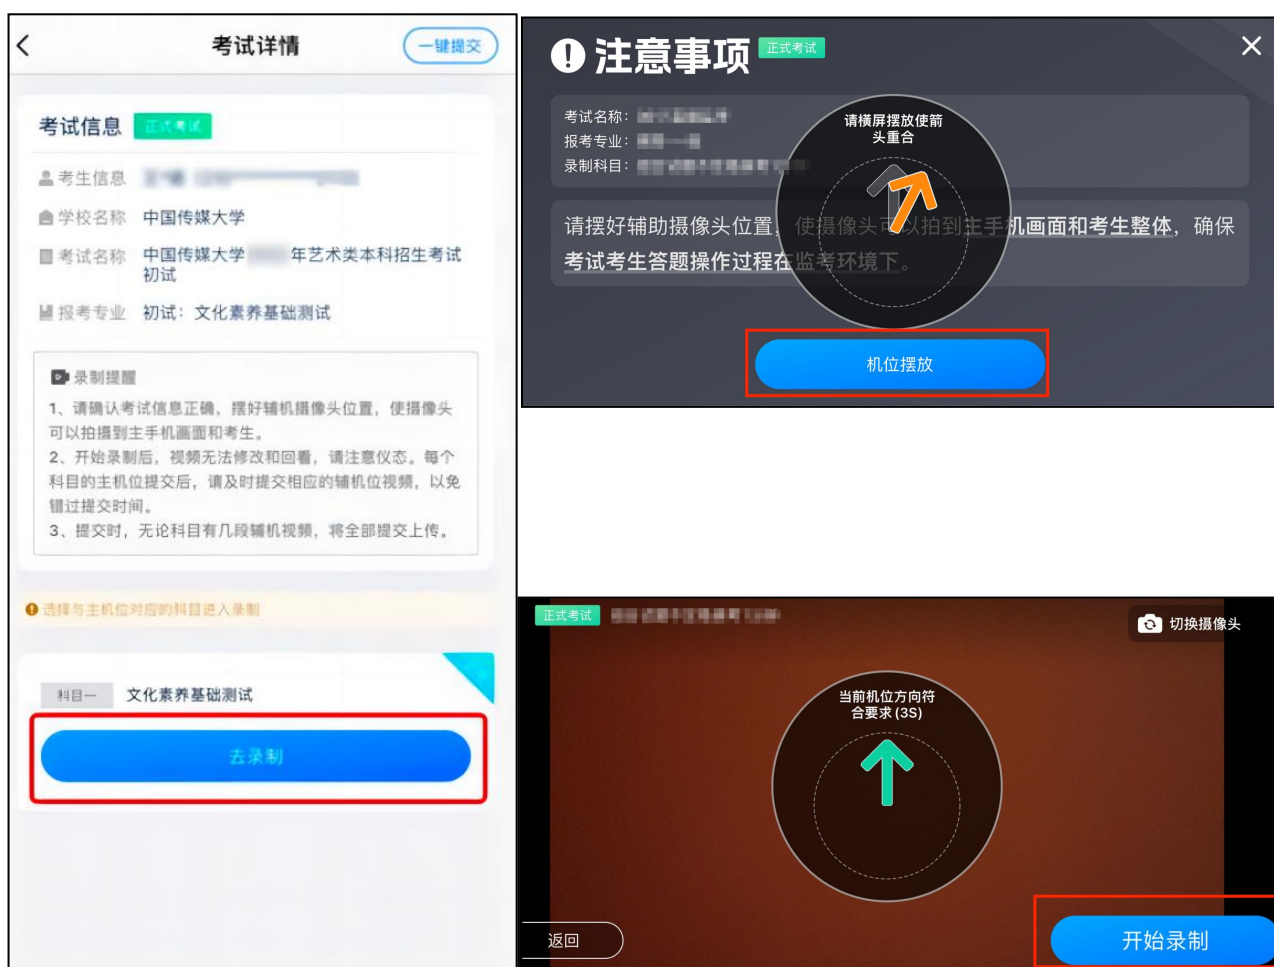 考试详情
一键提交
考试信息 正式考试
考生信息
学校名称 中国传媒大学
考试名称 中国传媒大学 年艺术类本科招生考试
初试
报考专业 初试：文化素养基础测试
录制提醒
1、请确认考试信息正确，摆好辅机摄像头位置，使摄像头
可以拍摄到主手机画面和考生。
2、开始录制后，视频无法修改和回看，请注意仪态。每个
科目的主机位提交后，请及时提交相应的辅机位视频，以免
错过提交时间。
3、提交时，无论科目有几段辅机视频，将全部提交上传。
选择与主机位对应的科目进入录制
科目一 文化素养基础测试
去录制
注意事项 正式考试
考试名称：
报考专业：
录制科目：
请横屏摆放使箭
头重合
请摆好辅助摄像头位置，使摄像头可以拍到主手机画面和考生整体，确保
考试考生答题操作过程在监考环境下。
机位摆放
正式考试
切换摄像头
当前机位方向符
合要求(3S)
返回
开始录制